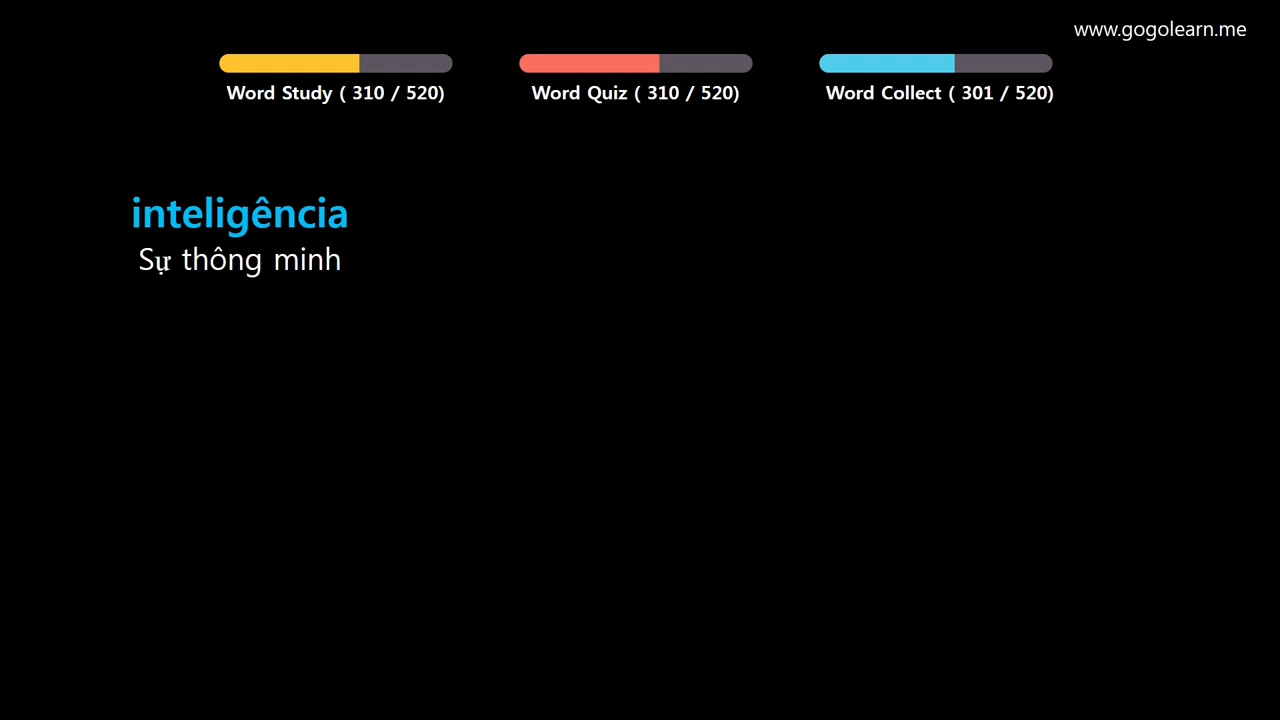 www.gogolearn.me
Word Study ( 310 / 520)
Word Quiz ( 310 / 520)
Word Collect ( 301 / 520)
inteligência
Sự thông minh